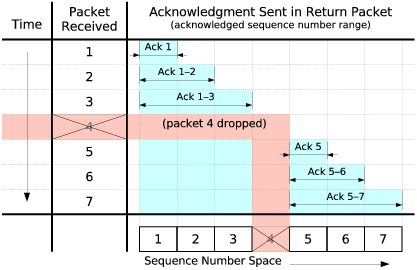 Time
Packet Received
Acknowledgment Sent in Return Packet
(acknowledged sequence number range)
1 Ack 1
2 Ack 1–2
3 Ack 1–3
4 (packet 4 dropped)
5 Ack 5
6 Ack 5–6
7 Ack 5–7
1 2 3 4 5 6 7
Sequence Number Space